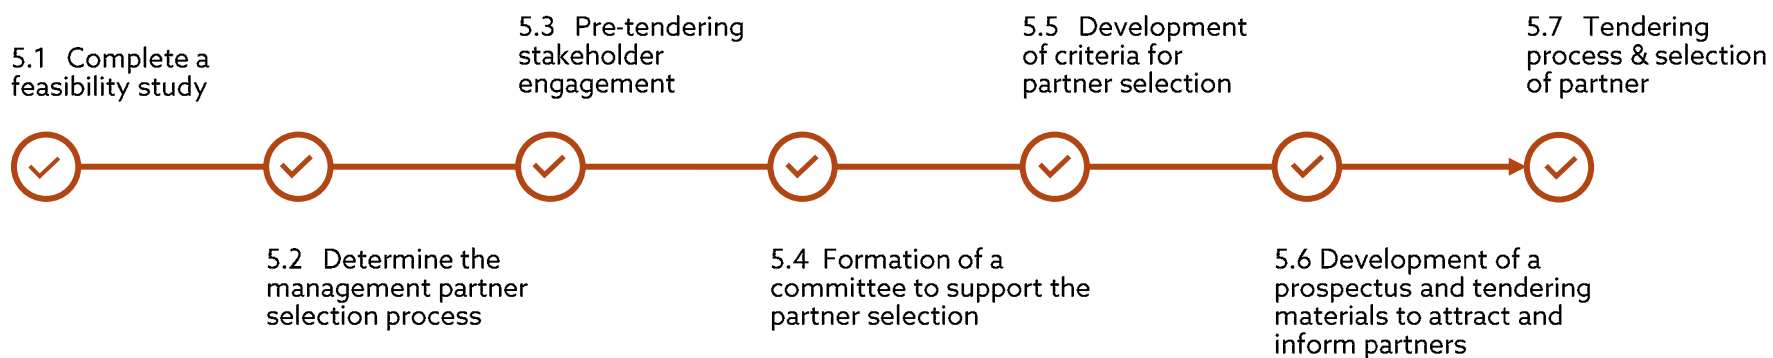 5.1 Complete a
feasibility study
5.2 Determine the
management partner
selection process
5.3 Pre-tendering
stakeholder
engagement
5.4 Formation of a
committee to support the
partner selection
5.5 Development
of criteria for
partner selection
5.6 Development of a
prospectus and tendering
materials to attract and
inform partners
5.7 Tendering
process & selection
of partner